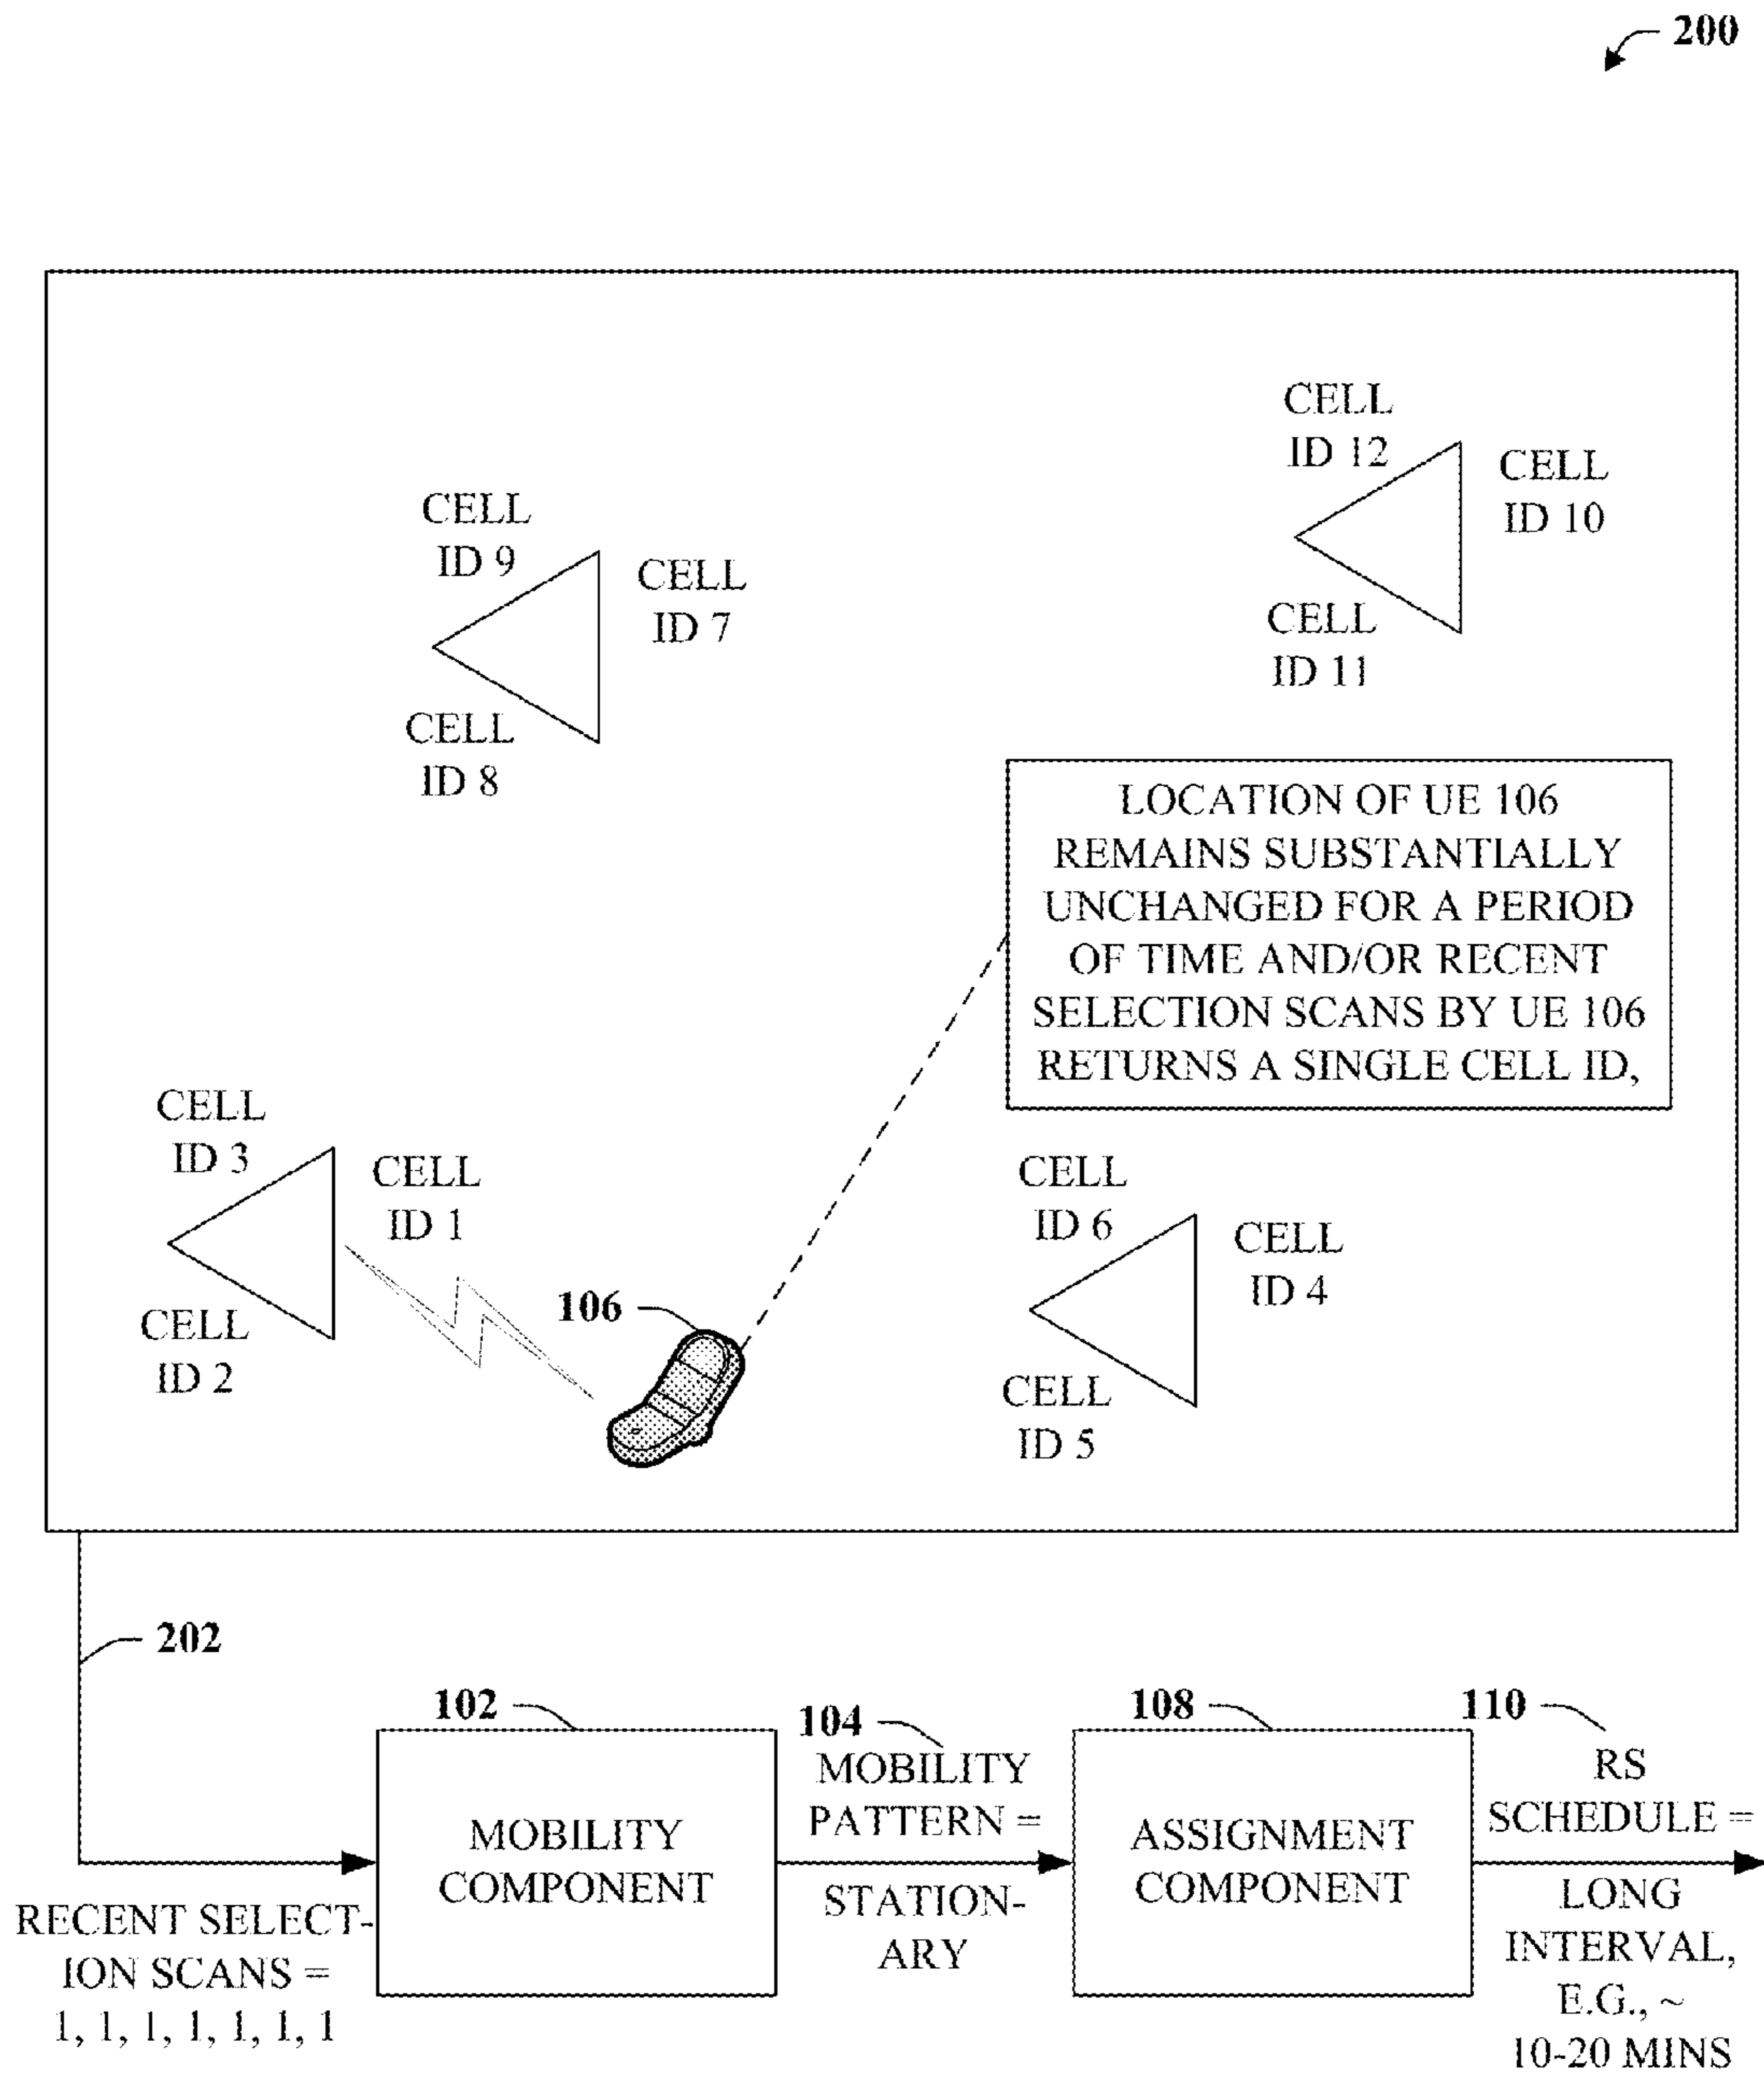 200
CELL
ID 12
CELL
ID 10
CELL
ID 11
CELL
ID 9
CELL
ID 7
CELL
ID 8
LOCATION OF UE 106
REMAINS SUBSTANTIALLY
UNCHANGED FOR A PERIOD
OF TIME AND/OR RECENT
SELECTION SCANS BY UE 106
RETURNS A SINGLE CELL ID,
CELL
ID 3
CELL
ID 1
CELL
ID 2
106
CELL
ID 6
CELL
ID 4
CELL
ID 5
202
RECENT SELECT-
ION SCANS =
1, 1, 1, 1, 1, 1, 1
102
MOBILITY
COMPONENT
104
MOBILITY
PATTERN =
STATION-
ARY
108
ASSIGNMENT
COMPONENT
110
RS
SCHEDULE =
LONG
INTERVAL,
E.G., ~
10-20 MINS